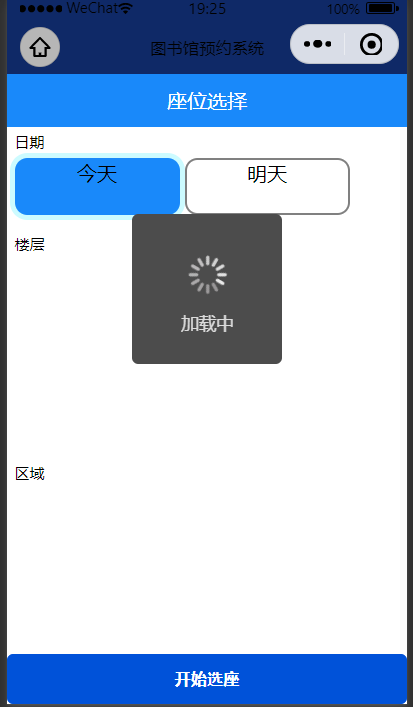 WeChat 19:25 100%
图书馆预约系统
座位选择
日期
今天 明天
楼层
加载中
区域
开始选座